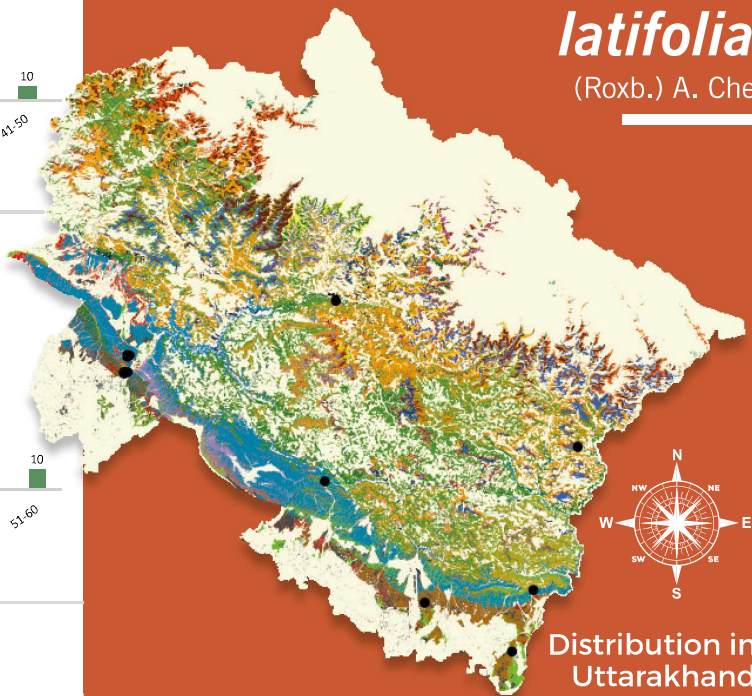 latifolia
(Roxb.) A. Che
10
41-50
10
51-60
N
NW
NE
W
E
SW
SE
S
Distribution in
Uttarakhand